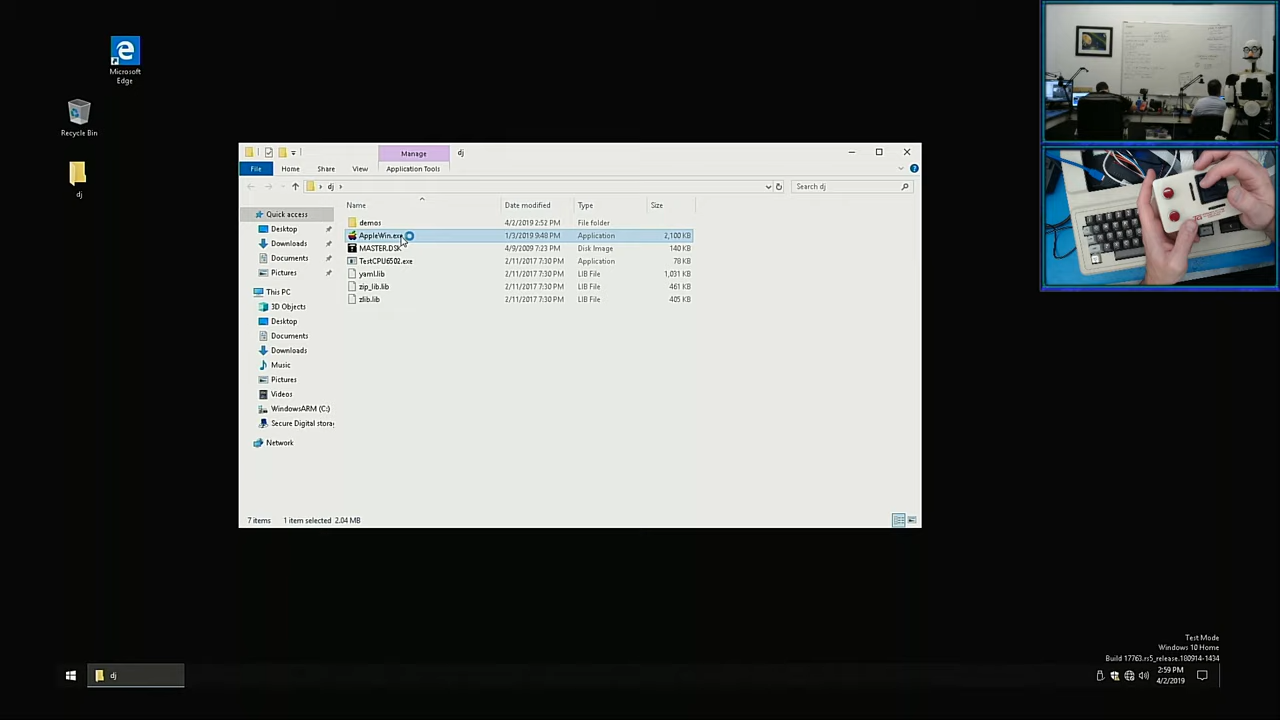 Microsoft
Edge
Recycle Bin
dj
Manage
dj
File
Home
Share
View
Application Tools
dj
Search dj
Name
Date modified
Type
Size
Quick access
Desktop
Downloads
Documents
Pictures
This PC
3D Objects
Desktop
Documents
Downloads
Music
Pictures
Videos
WindowsARM (C:)
Secure Digital stora
Network
demos
4/2/2019 2:52 PM
File folder
AppleWin.exe
1/3/2019 9:48 PM
Application
2,100 KB
MASTER.DSK
4/9/2009 7:23 PM
Disk Image
140 KB
TestCPU6502.exe
2/11/2017 7:30 PM
Application
78 KB
yaml.lib
2/11/2017 7:30 PM
LIB File
1,031 KB
zip_lib.lib
2/11/2017 7:30 PM
LIB File
461 KB
zlib.lib
2/11/2017 7:30 PM
LIB File
405 KB
7 items
1 item selected 2.04 MB
dj
Test Mode
Windows 10 Home
Build 17763.rs5_release.180914-1434
2:59 PM
4/2/2019